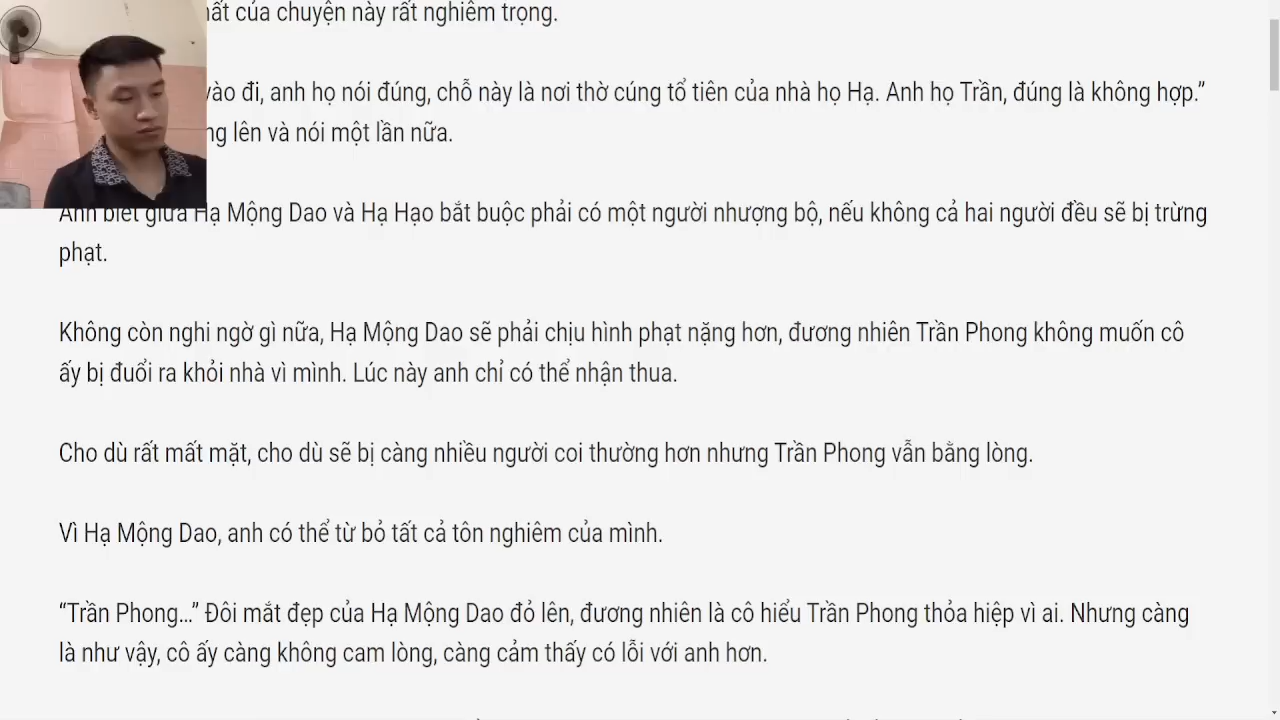 ất của chuyện này rất nghiêm trọng.
vào đi, anh họ nói đúng, chỗ này là nơi thờ cúng tổ tiên của nhà họ Hạ. Anh họ Trần, đúng là không hợp.”
ng lên và nói một lần nữa.
Anh biết giữa Hạ Mộng Dao và Hạ Hạo bắt buộc phải có một người nhượng bộ, nếu không cả hai người đều sẽ bị trừng
phạt.
Không còn nghi ngờ gì nữa, Hạ Mộng Dao sẽ phải chịu hình phạt nặng hơn, đương nhiên Trần Phong không muốn cô
ấy bị đuổi ra khỏi nhà vì mình. Lúc này anh chỉ có thể nhận thua.
Cho dù rất mất mặt, cho dù sẽ bị càng nhiều người coi thường hơn nhưng Trần Phong vẫn bằng lòng.
Vì Hạ Mộng Dao, anh có thể từ bỏ tất cả tôn nghiêm của mình.
“Trần Phong...” Đôi mắt đẹp của Hạ Mộng Dao đỏ lên, đương nhiên là cô hiểu Trần Phong thỏa hiệp vì ai. Nhưng càng
là như vậy, cô ấy càng không cam lòng, càng cảm thấy có lỗi với anh hơn.